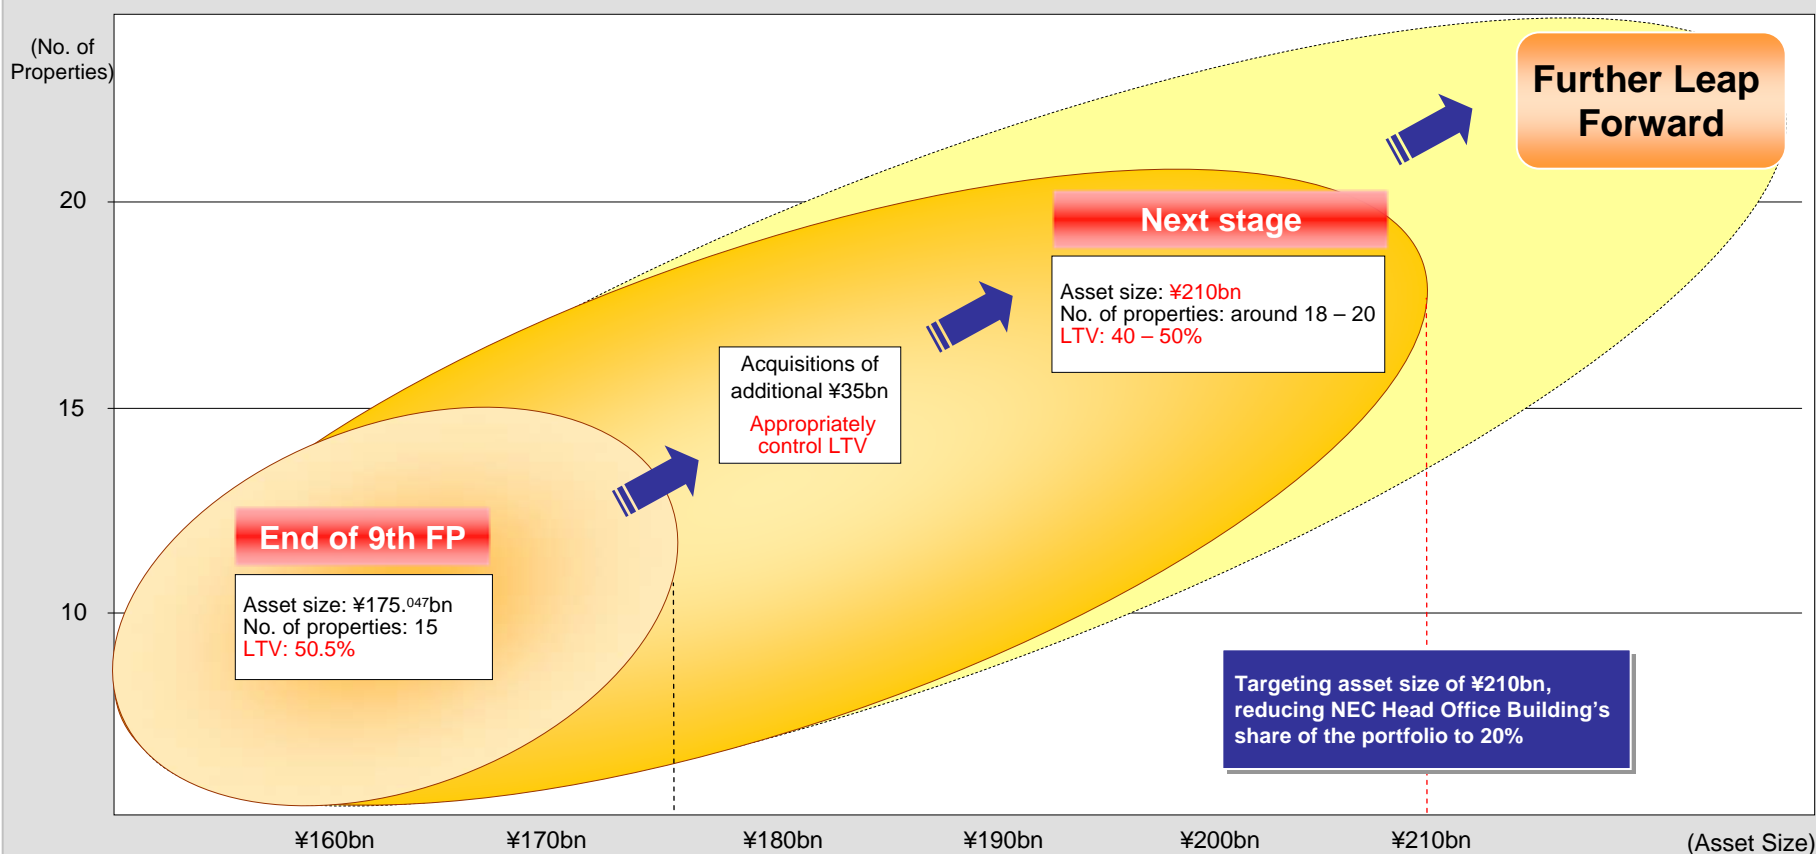 (No. of
Properties)
Further Leap
Forward
20
Next stage
Asset size: ¥210bn
No. of properties: around 18 – 20
LTV: 40 – 50%
Acquisitions of
additional ¥35bn
Appropriately
control LTV
15
End of 9th FP
Asset size: ¥175.047bn
No. of properties: 15
LTV: 50.5%
10
Targeting asset size of ¥210bn,
reducing NEC Head Office Building’s
share of the portfolio to 20%
¥160bn ¥170bn ¥180bn ¥190bn ¥200bn ¥210bn (Asset Size)